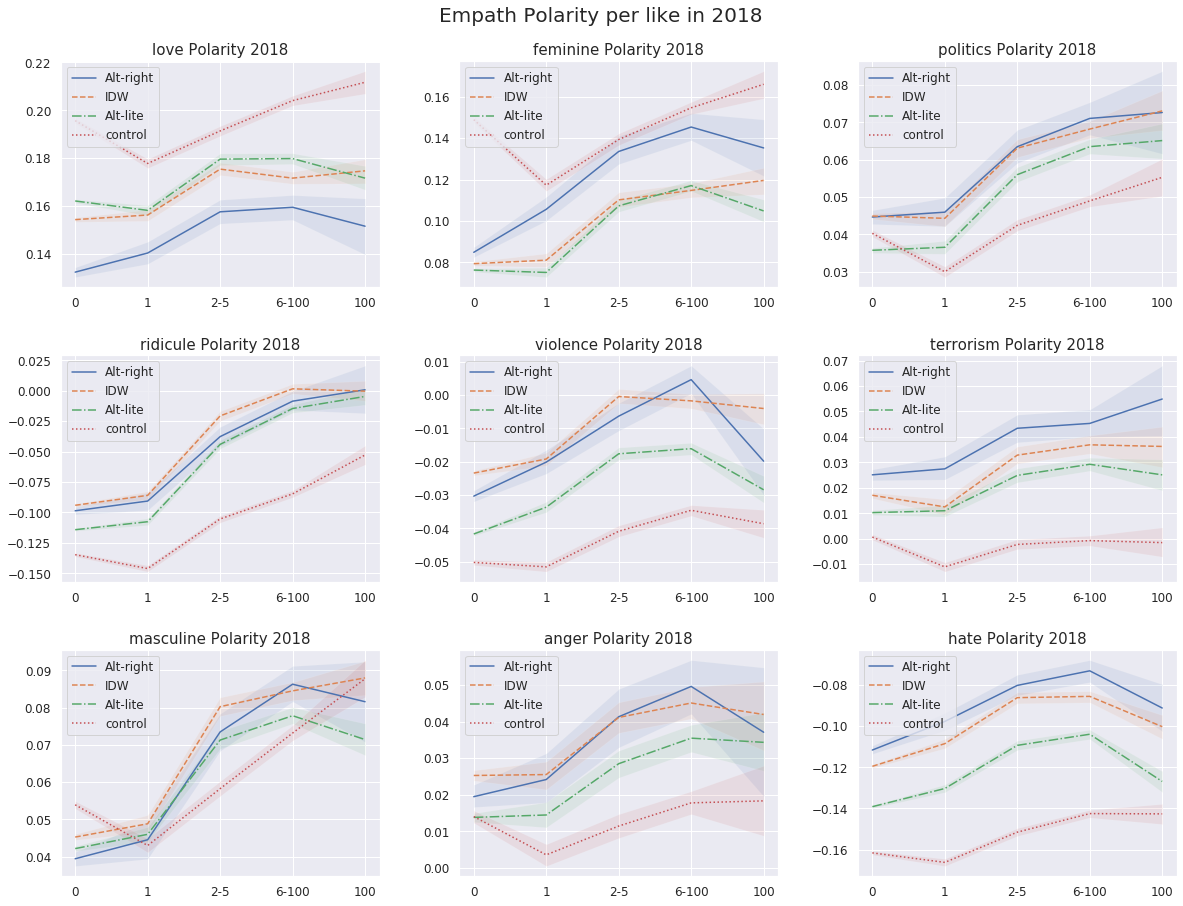 Empath Polarity per like in 2018
love Polarity 2018
0.22
0.20
0.18
0.16
0.14
Alt-right
IDW
Alt-lite
control
0 1 2-5 6-100 100
feminine Polarity 2018
0.16
0.14
0.12
0.10
0.08
Alt-right
IDW
Alt-lite
control
0 1 2-5 6-100 100
politics Polarity 2018
0.08
0.07
0.06
0.05
0.04
0.03
Alt-right
IDW
Alt-lite
control
0 1 2-5 6-100 100
ridicule Polarity 2018
0.025
0.000
−0.025
−0.050
−0.075
−0.100
−0.125
−0.150
Alt-right
IDW
Alt-lite
control
0 1 2-5 6-100 100
violence Polarity 2018
0.01
0.00
−0.01
−0.02
−0.03
−0.04
−0.05
Alt-right
IDW
Alt-lite
control
0 1 2-5 6-100 100
terrorism Polarity 2018
0.07
0.06
0.05
0.04
0.03
0.02
0.01
0.00
−0.01
Alt-right
IDW
Alt-lite
control
0 1 2-5 6-100 100
masculine Polarity 2018
0.09
0.08
0.07
0.06
0.05
0.04
Alt-right
IDW
Alt-lite
control
0 1 2-5 6-100 100
anger Polarity 2018
0.05
0.04
0.03
0.02
0.01
0.00
Alt-right
IDW
Alt-lite
control
0 1 2-5 6-100 100
hate Polarity 2018
−0.08
−0.10
−0.12
−0.14
−0.16
Alt-right
IDW
Alt-lite
control
0 1 2-5 6-100 100